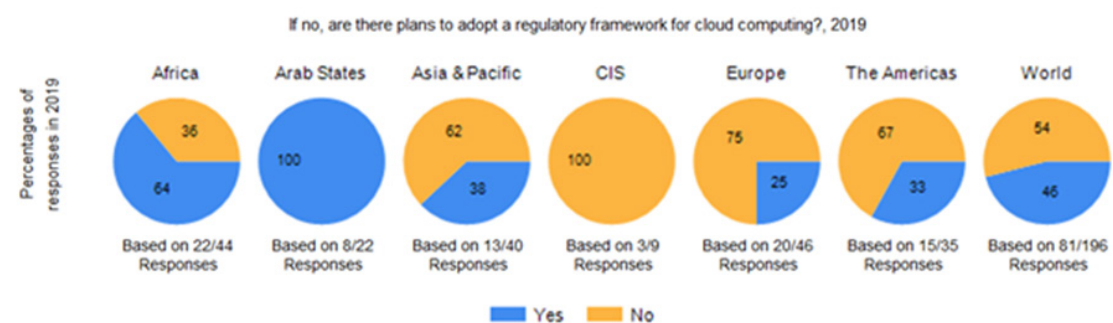 If no, are there plans to adopt a regulatory framework for cloud computing?, 2019
Percentages of
responses in 2019
Africa
36
64
Based on 22/44
Responses
Arab States
100
Based on 8/22
Responses
Asia & Pacific
62
38
Based on 13/40
Responses
CIS
100
Based on 3/9
Responses
Europe
75
25
Based on 20/46
Responses
The Americas
67
33
Based on 15/35
Responses
World
54
46
Based on 81/196
Responses
Yes
No